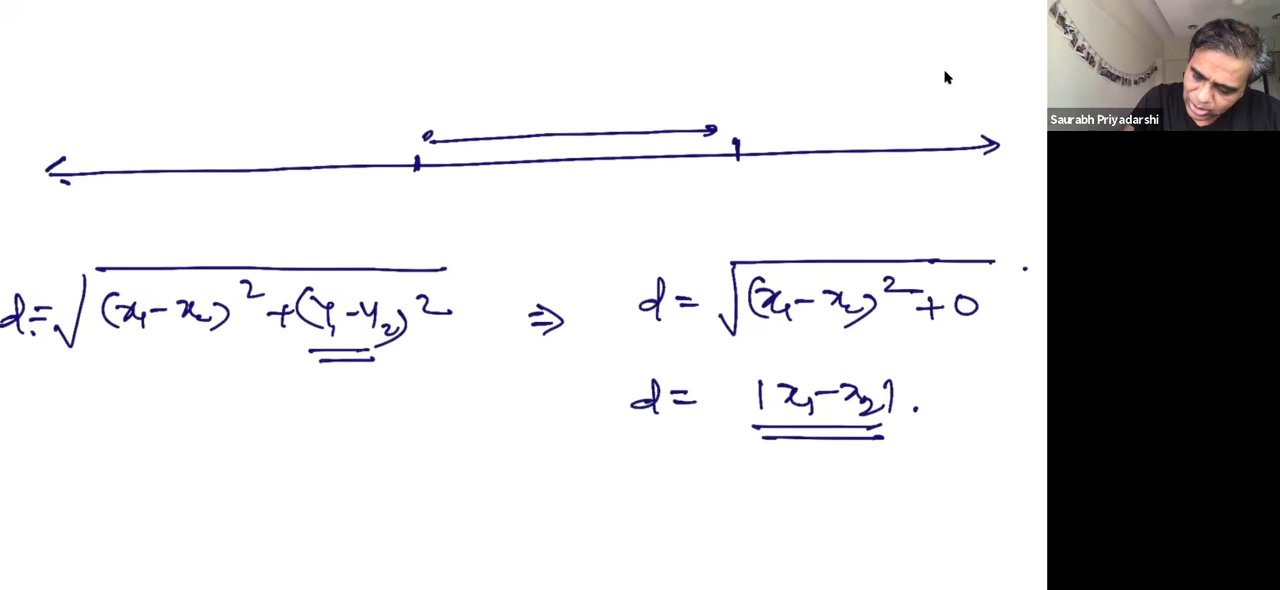 Saurabh Priyadarshi
d = √(x₁-x₂)² + (y₁-y₂)² ⇒ d = √(x₁-x₂)² + 0
d = |x₁-x₂|.